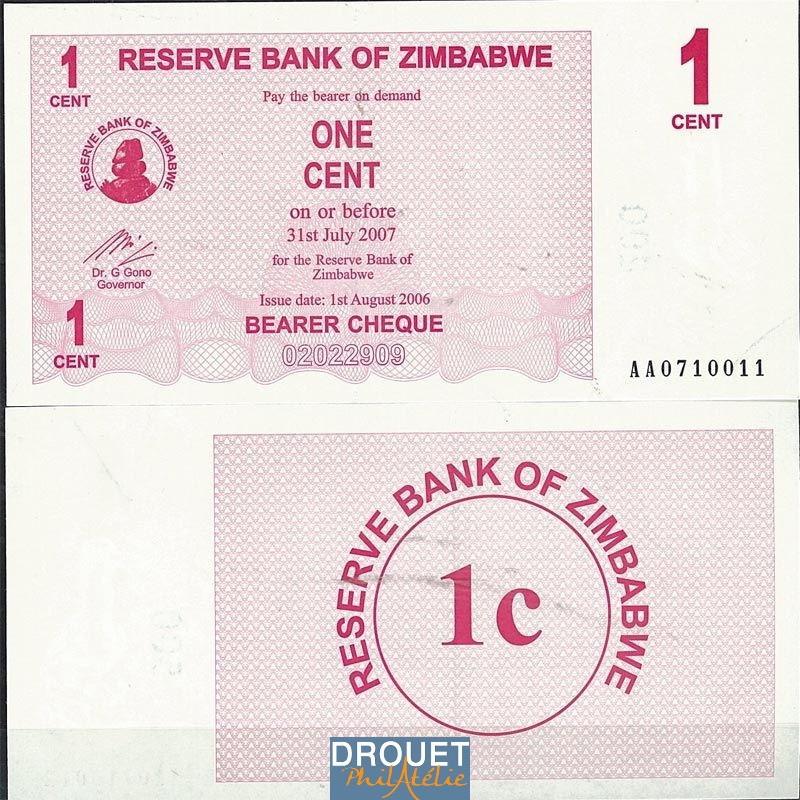 1
CENT
RESERVE BANK OF ZIMBABWE
1
CENT
Pay the bearer on demand
ONE
CENT
RESERVE BANK OF ZIMBABWE
on or before
31st July 2007
for the Reserve Bank of
Zimbabwe
Dr. G Gono
Governor
Issue date: 1st August 2006
BEARER CHEQUE
02022909
1
CENT
AA0710011
RESERVE BANK OF ZIMBABWE
1c
DROUET
PhilAtélie